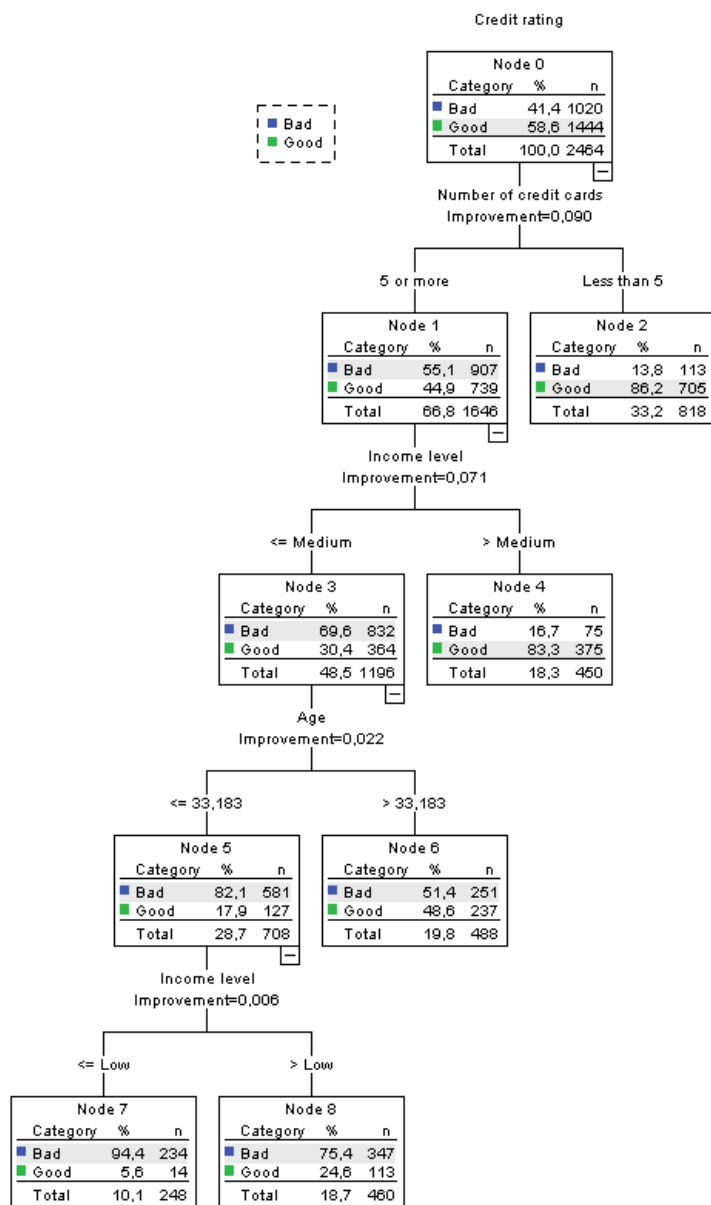 Credit rating
Bad
Good
Node 0
Category % n
Bad 41,4 1020
Good 58,6 1444
Total 100,0 2464
Number of credit cards
Improvement=0,090
5 or more
Less than 5
Node 1
Category % n
Bad 55,1 907
Good 44,9 739
Total 66,8 1646
Node 2
Category % n
Bad 13,8 113
Good 86,2 705
Total 33,2 818
Income level
Improvement=0,071
<= Medium
> Medium
Node 3
Category % n
Bad 69,6 832
Good 30,4 364
Total 48,5 1196
Node 4
Category % n
Bad 16,7 75
Good 83,3 375
Total 18,3 450
Age
Improvement=0,022
<= 33,183
> 33,183
Node 5
Category % n
Bad 82,1 581
Good 17,9 127
Total 28,7 708
Node 6
Category % n
Bad 51,4 251
Good 48,6 237
Total 19,8 488
Income level
Improvement=0,006
<= Low
> Low
Node 7
Category % n
Bad 94,4 234
Good 5,6 14
Total 10,1 248
Node 8
Category % n
Bad 75,4 347
Good 24,6 113
Total 18,7 460